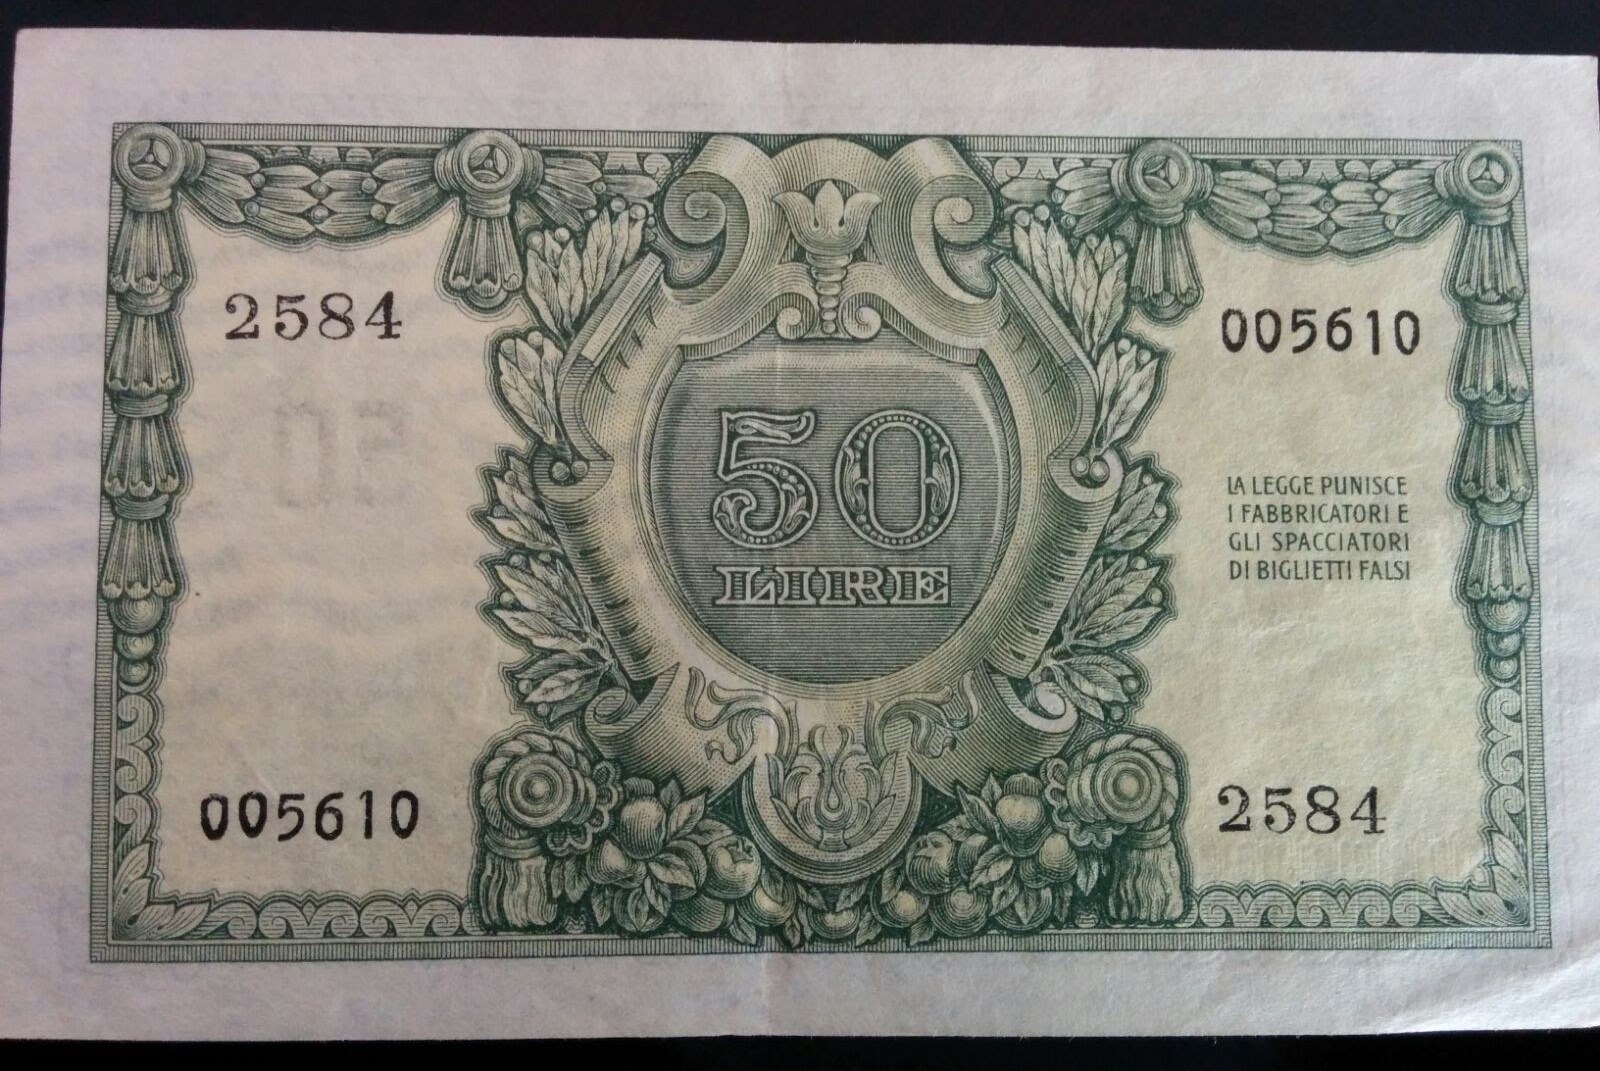 2584
005610
50
LIRE
LA LEGGE PUNISCE
I FABBRICATORI E
GLI SPACCIATORI
DI BIGLIETTI FALSI
005610
2584